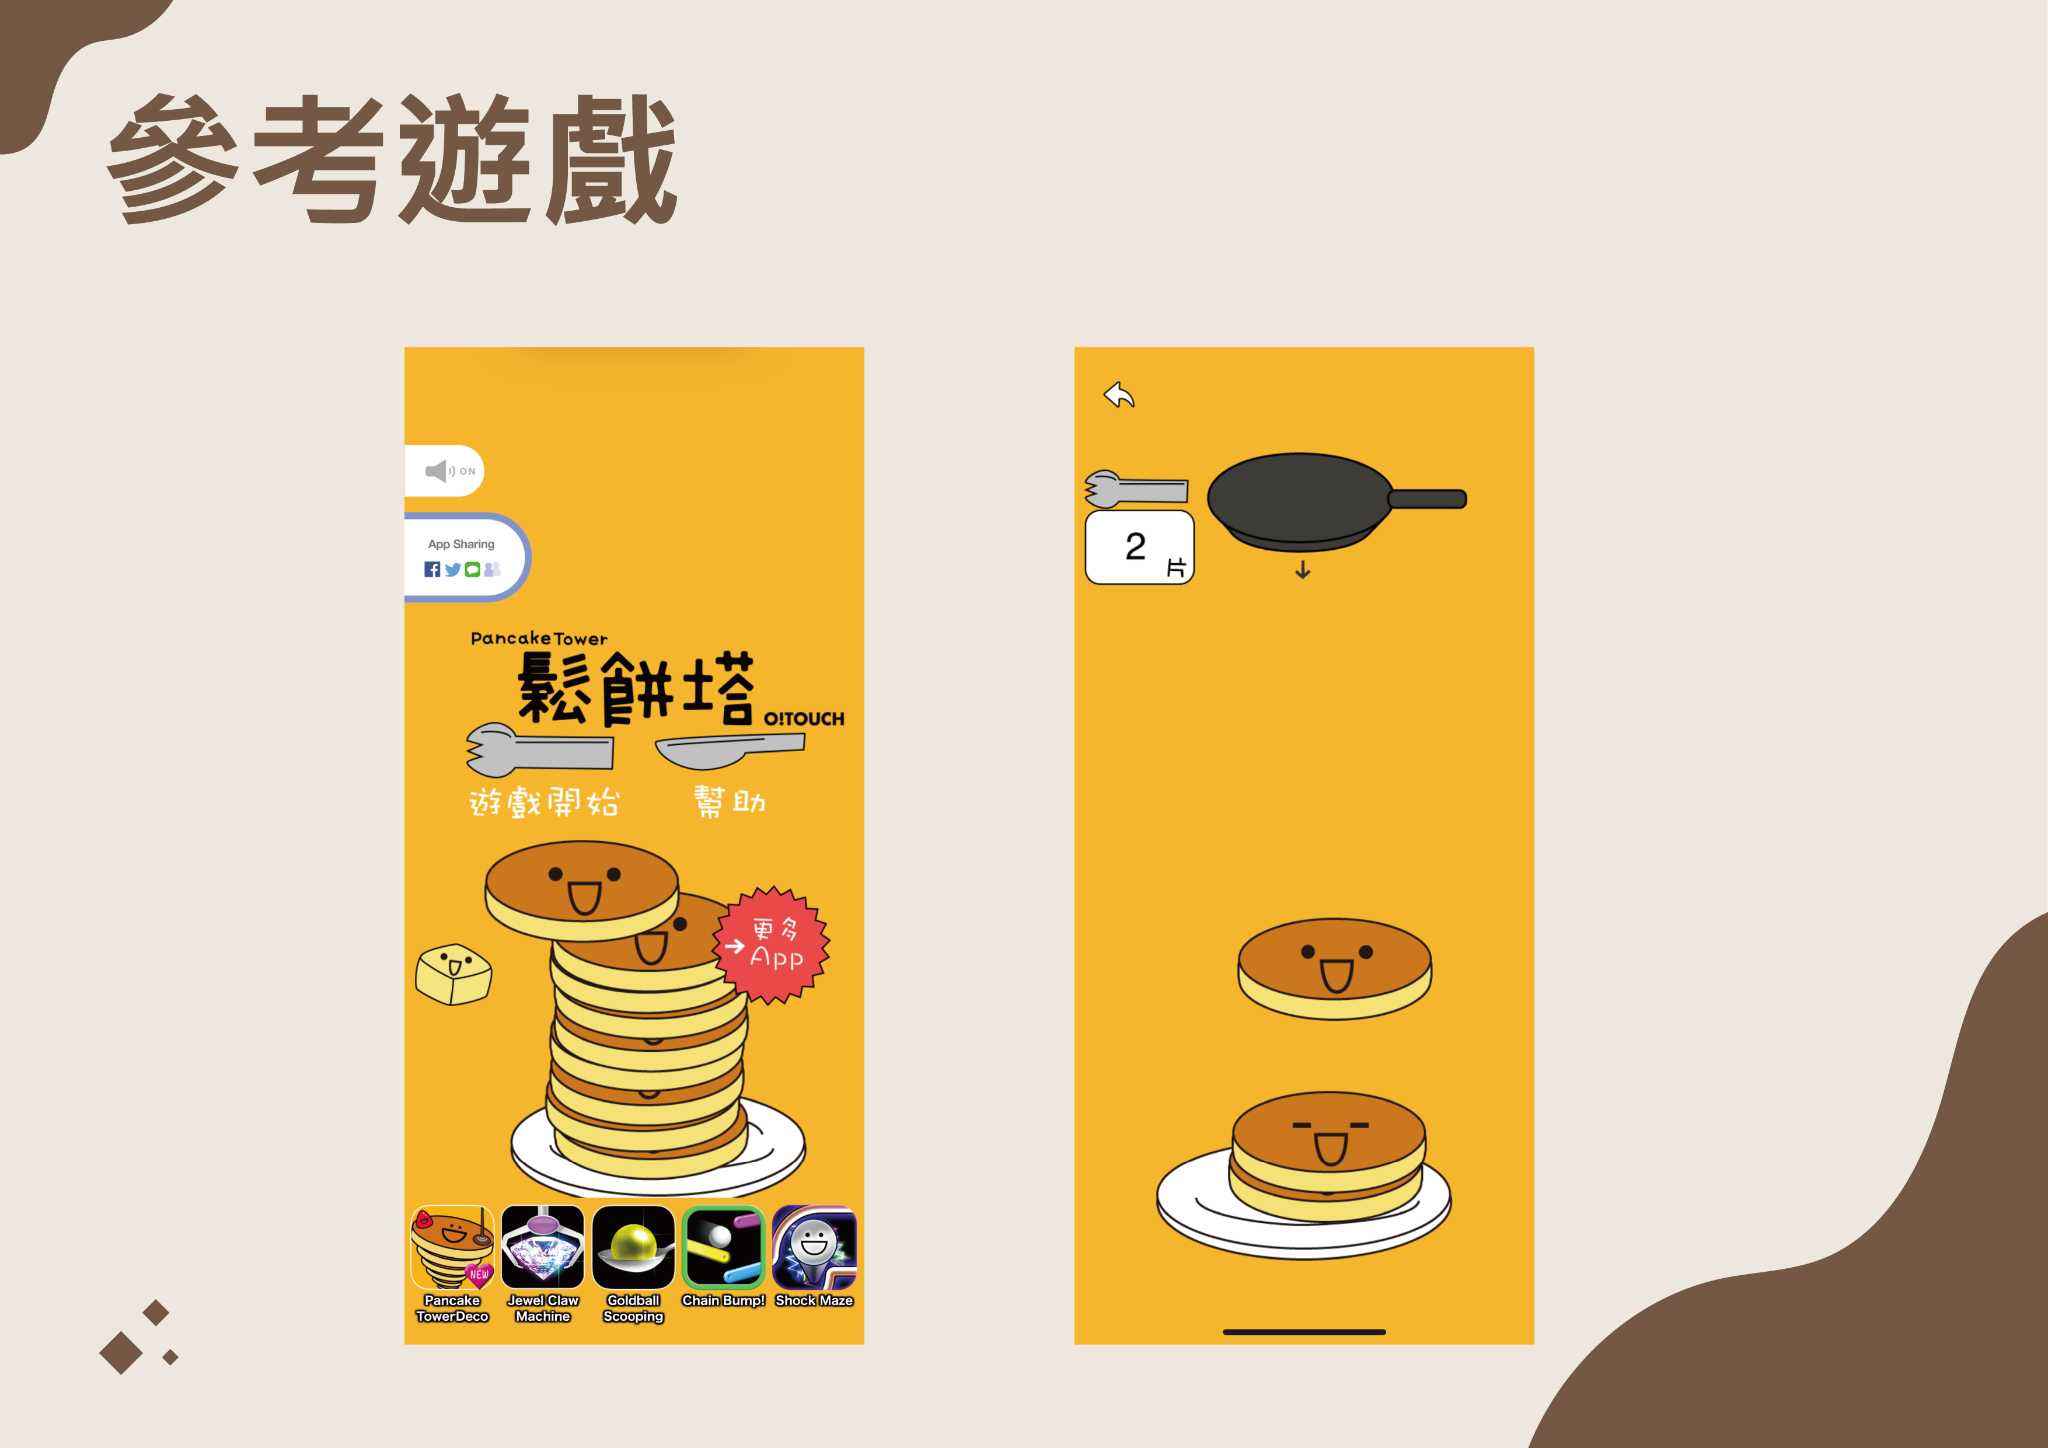 參考遊戲
ON
App Sharing
PancakeTower
鬆餅塔
O!TOUCH
遊戲開始
幫助
更多
App
NEW
Pancake
TowerDeco
Jewel Claw
Machine
Goldball
Scooping
Chain Bump!
Shock Maze
2
片